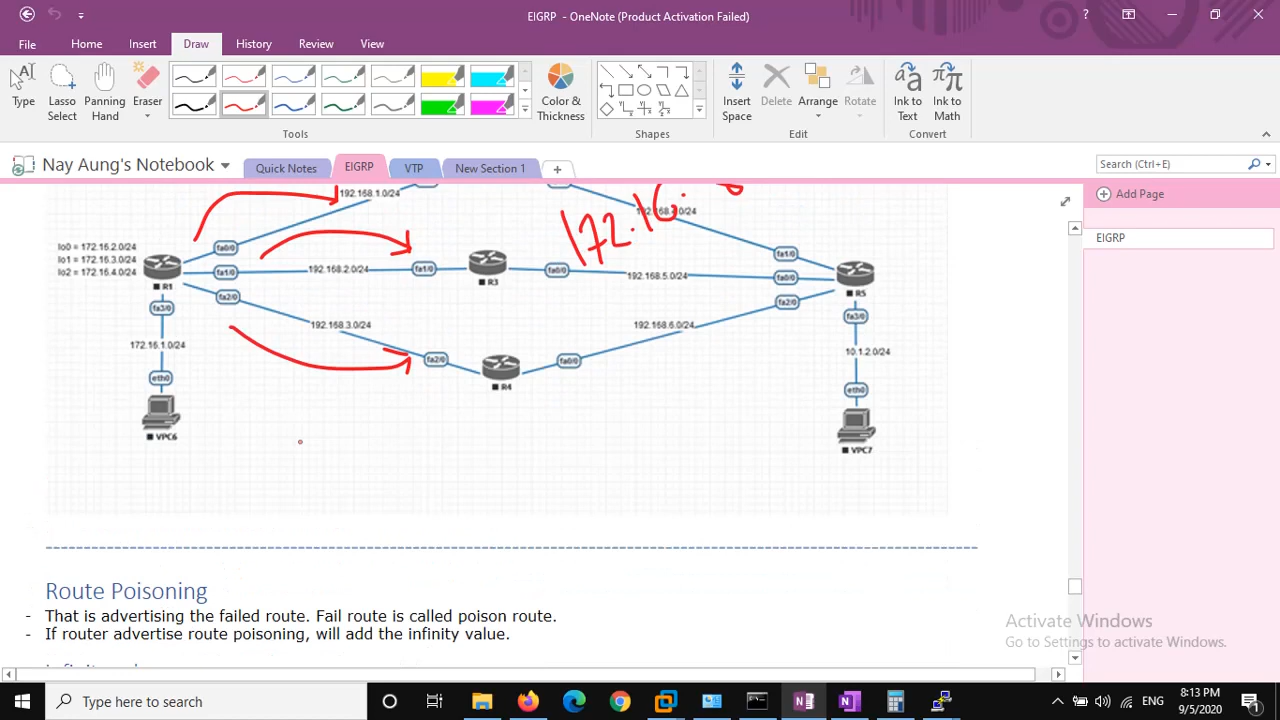 EIGRP - OneNote (Product Activation Failed)
?
File
Home
Insert
Draw
History
Review
View
Type
Lasso Select
Panning Hand
Eraser
Color & Thickness
Insert Space
Delete
Arrange
Rotate
Ink to Text
Ink to Math
Tools
Shapes
Edit
Convert
Nay Aung's Notebook
Quick Notes
EIGRP
VTP
New Section 1
Search (Ctrl+E)
Add Page
EIGRP
192.168.1.0/24
172.16.
lo0 = 172.16.2.0/24
lo1 = 172.16.3.0/24
lo2 = 172.16.4.0/24
fa0/0
fa1/0
fa1/0
192.168.2.0/24
fa1/0
fa0/0
192.168.5.0/24
fa0/0
R1
R3
R5
fa2/0
fa2/0
fa3/0
192.168.3.0/24
192.168.6.0/24
fa3/0
172.16.1.0/24
10.1.2.0/24
fa2/0
fa0/0
R4
eth0
eth0
VPC6
VPC7
Route Poisoning
- That is advertising the failed route. Fail route is called poison route.
- If router advertise route poisoning, will add the infinity value.
Activate Windows
Go to Settings to activate Windows.
Type here to search
ENG
8:13 PM
9/5/2020
1